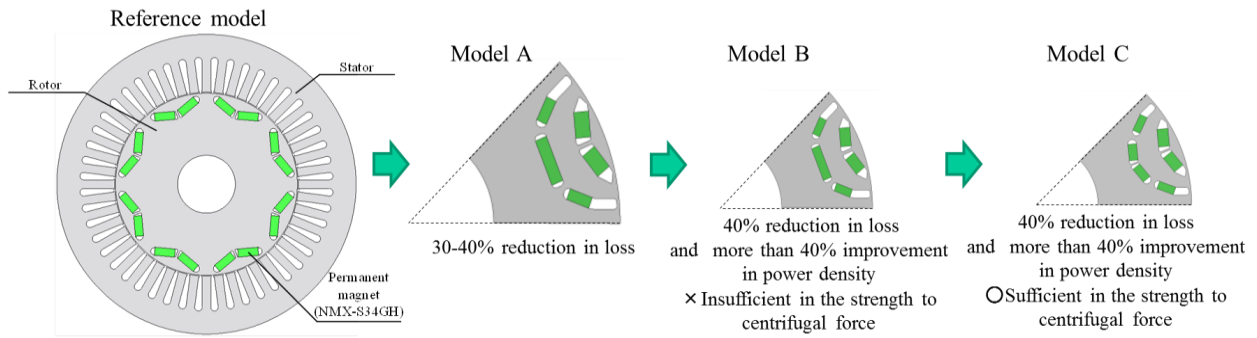 Reference model
Stator
Rotor
Permanent
magnet
(NMX-S34GH)
Model A
30-40% reduction in loss
Model B
40% reduction in loss
and more than 40% improvement
in power density
×Insufficient in the strength to
centrifugal force
Model C
40% reduction in loss
and more than 40% improvement
in power density
○Sufficient in the strength to
centrifugal force